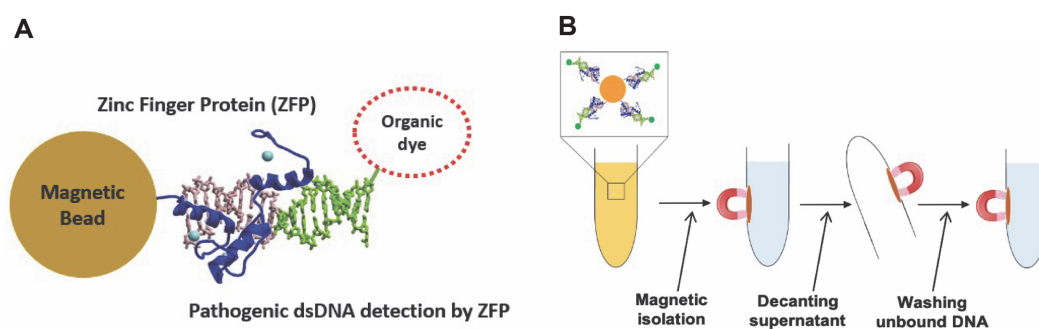 A
Zinc Finger Protein (ZFP)
Organic
dye
Magnetic
Bead
Pathogenic dsDNA detection by ZFP
B
Magnetic
isolation
Decanting
supernatant
Washing
unbound DNA